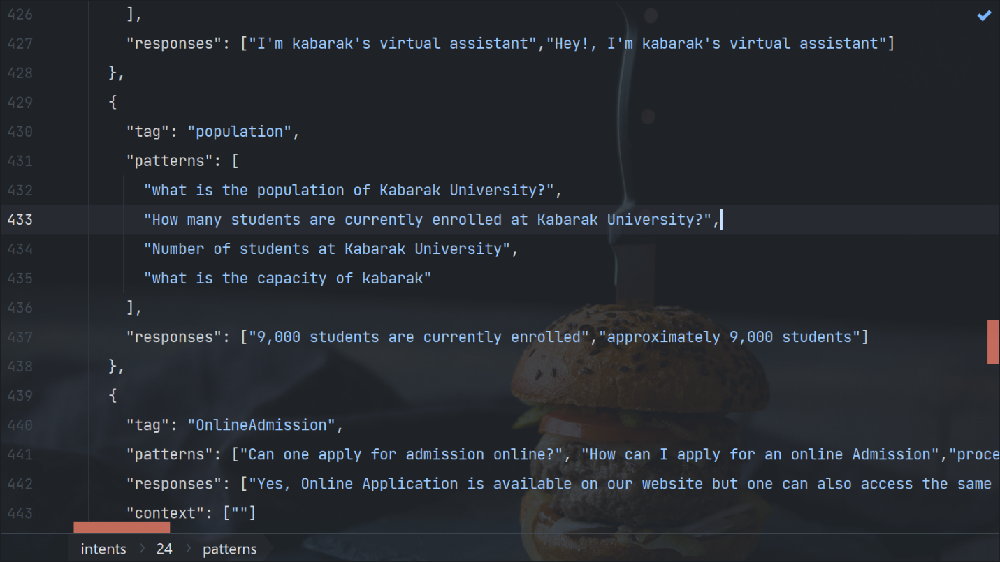 426 ],
427 "responses": ["I'm kabarak's virtual assistant","Hey!, I'm kabarak's virtual assistant"]
428 },
429 {
430 "tag": "population",
431 "patterns": [
432 "what is the population of Kabarak University?",
433 "How many students are currently enrolled at Kabarak University?",
434 "Number of students at Kabarak University",
435 "what is the capacity of kabarak"
436 ],
437 "responses": ["9,000 students are currently enrolled","approximately 9,000 students"]
438 },
439 {
440 "tag": "OnlineAdmission",
441 "patterns": ["Can one apply for admission online?", "How can I apply for an online Admission","proce
442 "responses": ["Yes, Online Application is available on our website but one can also access the same
443 "context": [""]
intents > 24 > patterns